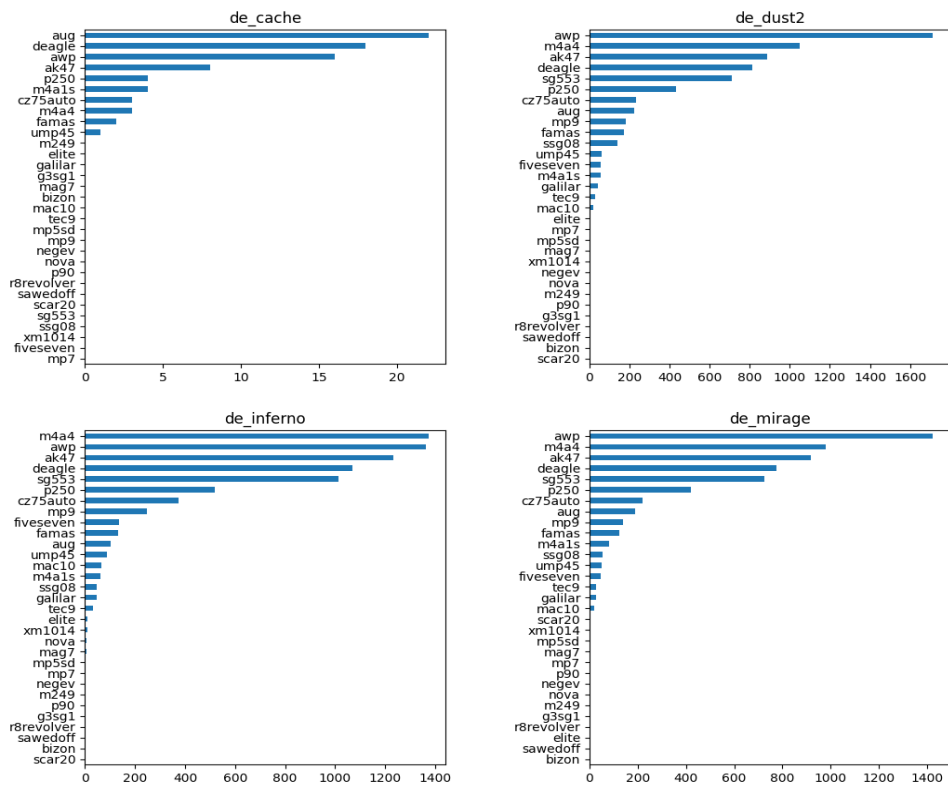 de_cache
aug
deagle
awp
ak47
p250
m4a1s
cz75auto
m4a4
famas
ump45
m249
elite
galilar
g3sg1
mag7
bizon
mac10
tec9
mp5sd
mp9
negev
nova
p90
r8revolver
sawedoff
scar20
sg553
ssg08
xm1014
fiveseven
mp7
0 5 10 15 20
de_dust2
awp
m4a4
ak47
deagle
sg553
p250
cz75auto
aug
mp9
famas
ssg08
ump45
fiveseven
m4a1s
galilar
tec9
mac10
elite
mp7
mp5sd
mag7
xm1014
negev
nova
m249
p90
g3sg1
r8revolver
sawedoff
bizon
scar20
0 200 400 600 800 1000 1200 1400 1600
de_inferno
m4a4
awp
ak47
deagle
sg553
p250
cz75auto
mp9
fiveseven
famas
aug
ump45
mac10
m4a1s
ssg08
galilar
tec9
elite
xm1014
nova
mag7
mp5sd
mp7
negev
m249
p90
g3sg1
r8revolver
sawedoff
bizon
scar20
0 200 400 600 800 1000 1200 1400
de_mirage
awp
m4a4
ak47
deagle
sg553
p250
cz75auto
aug
mp9
famas
m4a1s
ssg08
ump45
fiveseven
tec9
galilar
mac10
scar20
xm1014
mp5sd
mag7
mp7
p90
negev
nova
m249
g3sg1
r8revolver
elite
sawedoff
bizon
0 200 400 600 800 1000 1200 1400